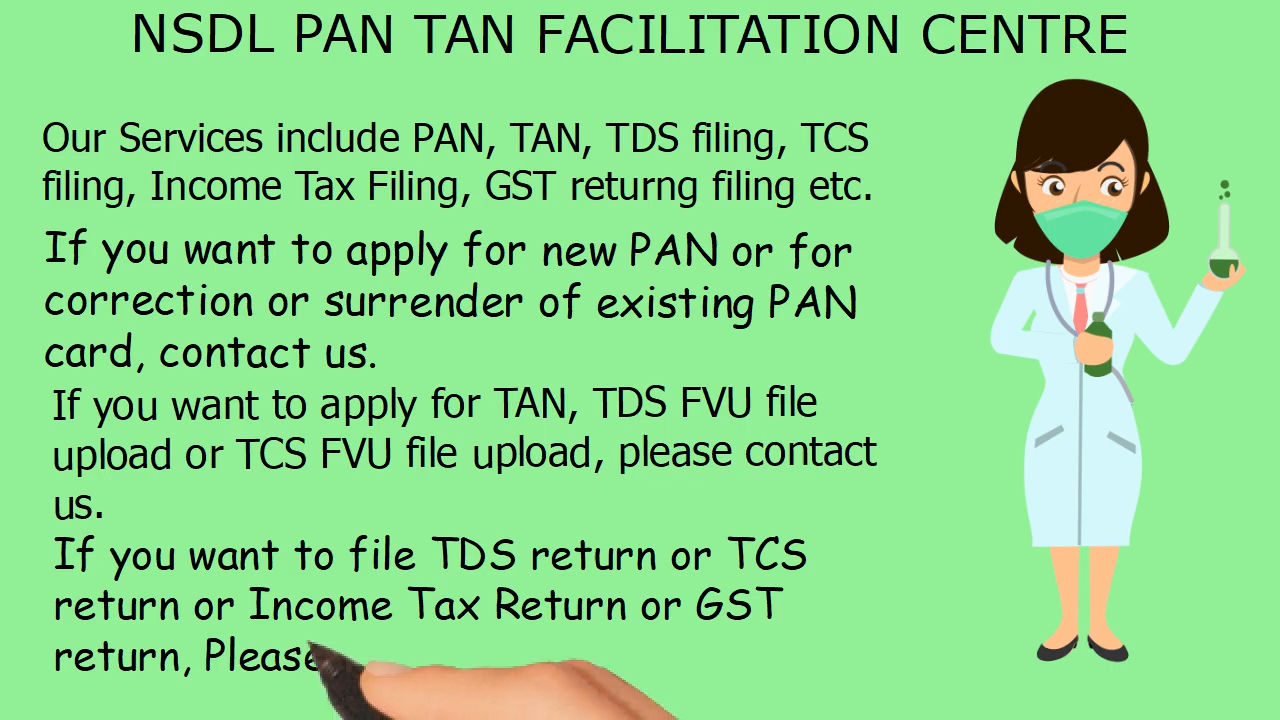 NSDL PAN TAN FACILITATION CENTRE
Our Services include PAN, TAN, TDS filing, TCS
filing, Income Tax Filing, GST returng filing etc.
If you want to apply for new PAN or for
correction or surrender of existing PAN
card, contact us.
If you want to apply for TAN, TDS FVU file
upload or TCS FVU file upload, please contact
us.
If you want to file TDS return or TCS
return or Income Tax Return or GST
return, Please